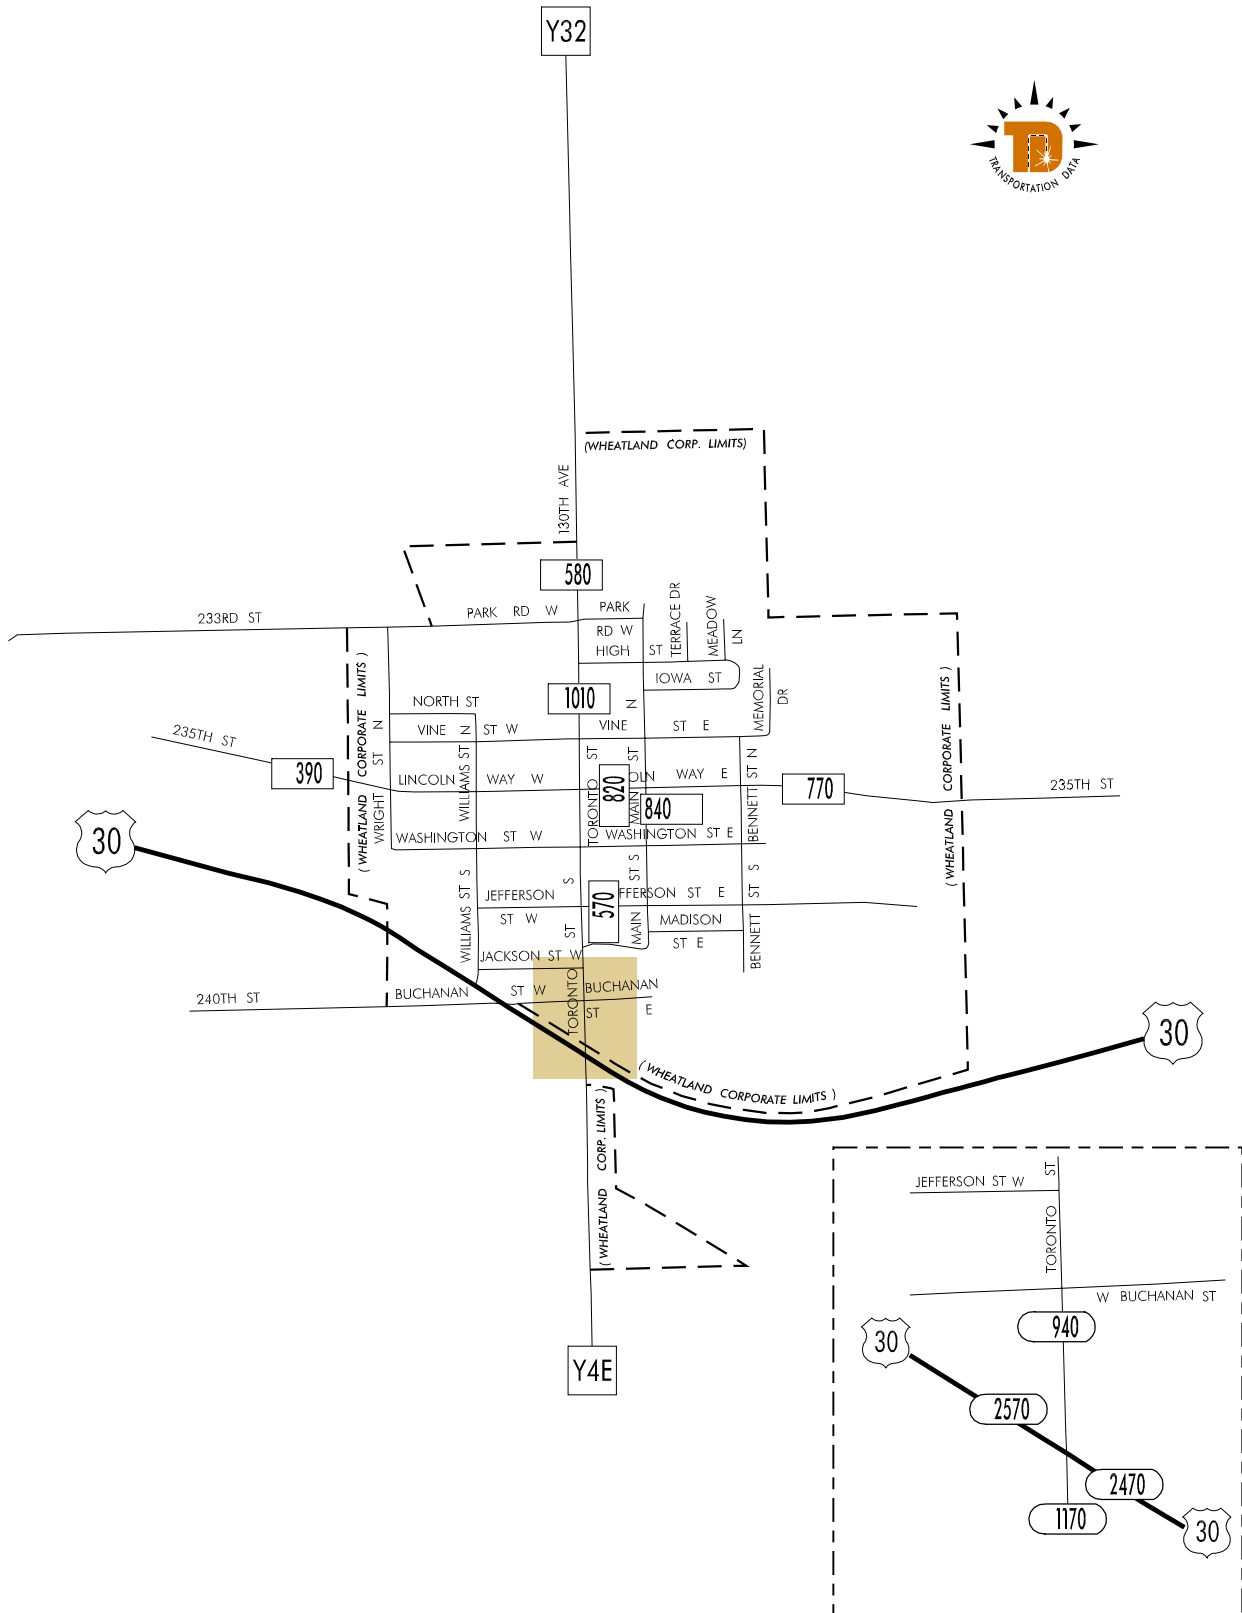 Y32
TRANSPORTATION DATA
(WHEATLAND CORP. LIMITS)
130TH AVE
580
233RD ST
PARK RD W
PARK
RD W
HIGH ST
TERRACE DR
MEADOW
LN
IOWA ST
MEMORIAL
DR
( WHEATLAND CORPORATE LIMITS )
WRIGHT ST N
NORTH ST
1010
VINE ST W
VINE ST E
WILLIAMS ST N
TORONTO ST
MAIN ST N
BENNETT ST N
235TH ST
390
LINCOLN WAY W
820
OLN WAY E
770
235TH ST
840
WASHINGTON ST W
WASHINGTON ST E
( WHEATLAND CORPORATE LIMITS )
30
WILLIAMS ST S
JEFFERSON
ST W
570
FFERSON ST E
MADISON
ST E
TORONTO ST S
MAIN ST S
BENNETT ST S
JACKSON ST W
240TH ST
BUCHANAN ST W
BUCHANAN
ST E
( WHEATLAND CORPORATE LIMITS )
30
( WHEATLAND CORP. LIMITS )
Y4E
JEFFERSON ST W
TORONTO ST
W BUCHANAN ST
940
30
2570
2470
1170
30